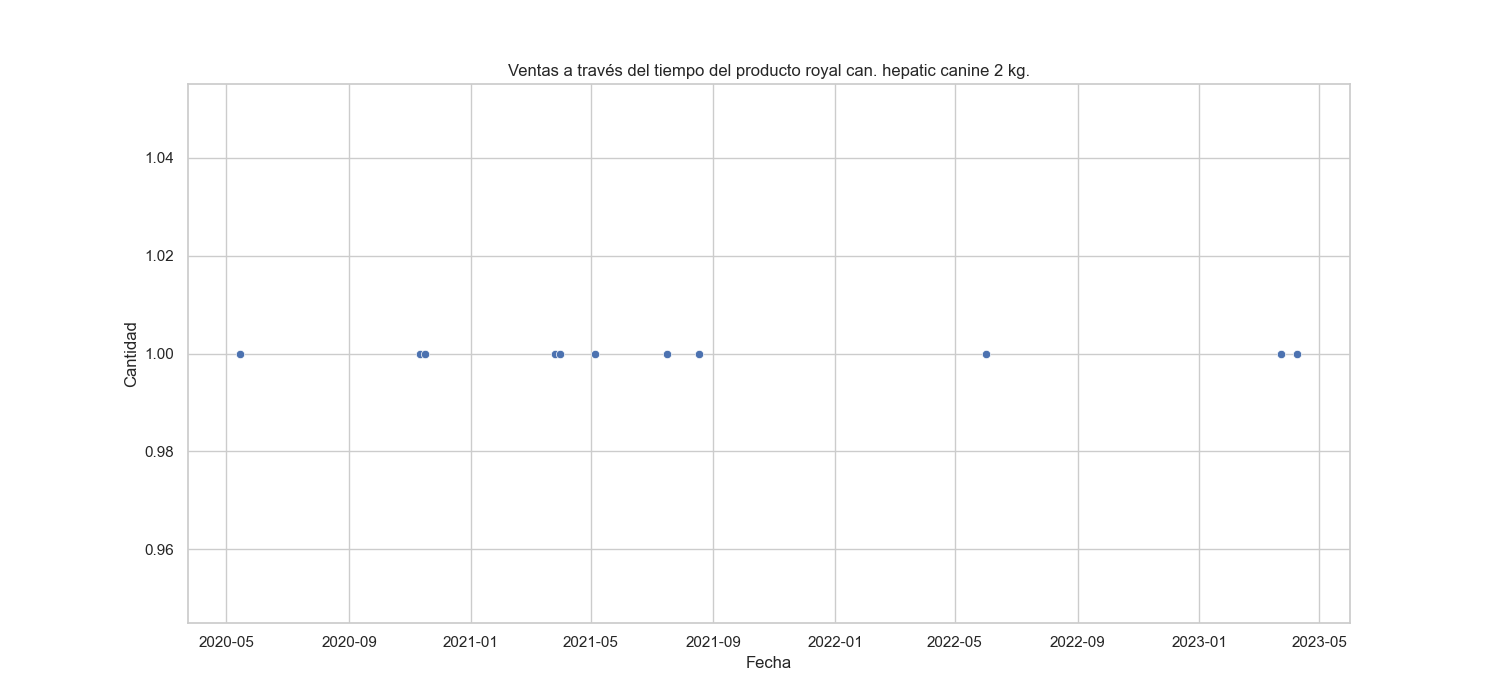 Ventas a través del tiempo del producto royal can. hepatic canine 2 kg.
1.04
1.02
1.00
0.98
0.96
Cantidad
2020-05 2020-09 2021-01 2021-05 2021-09 2022-01 2022-05 2022-09 2023-01 2023-05
Fecha